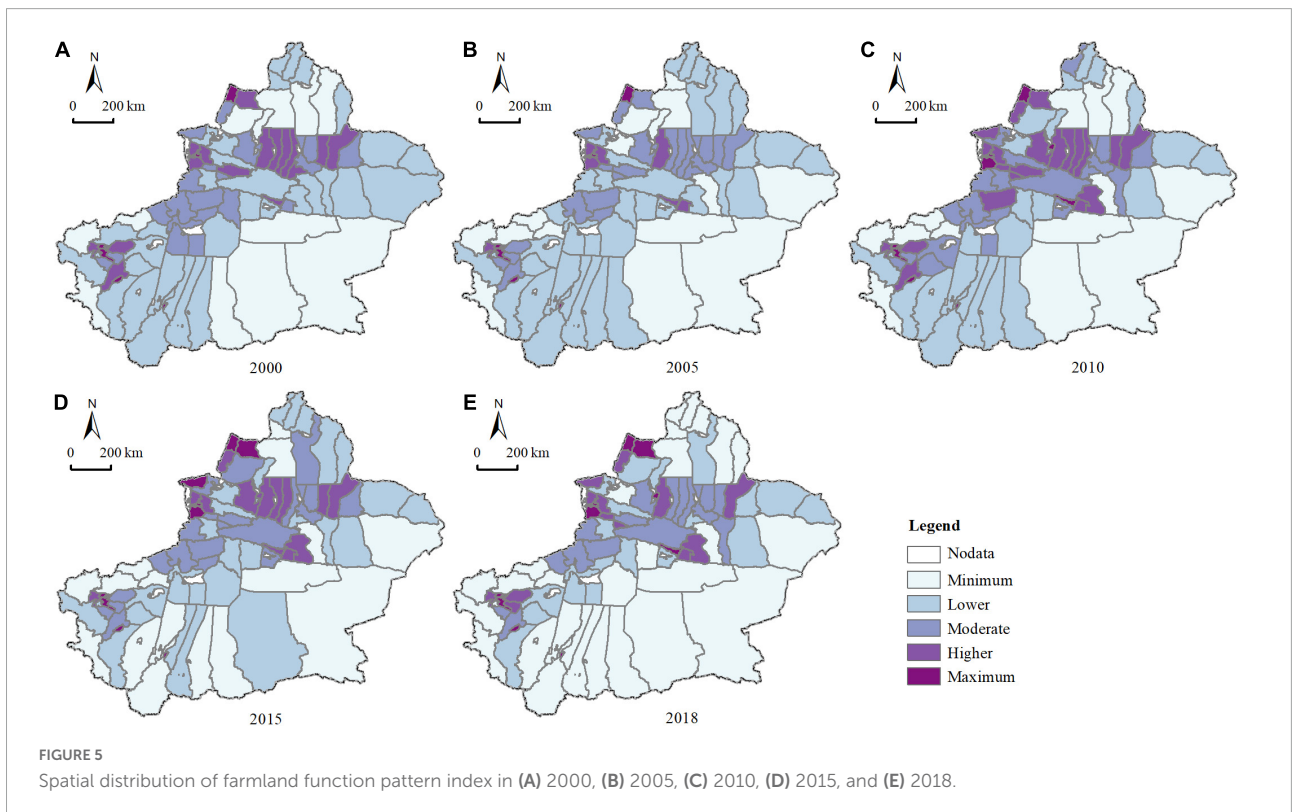 A
N
0 200 km
2000
B
N
0 200 km
2005
C
N
0 200 km
2010
D
N
0 200 km
2015
E
N
0 200 km
2018
Legend
Nodata
Minimum
Lower
Moderate
Higher
Maximum
FIGURE 5
Spatial distribution of farmland function pattern index in (A) 2000, (B) 2005, (C) 2010, (D) 2015, and (E) 2018.